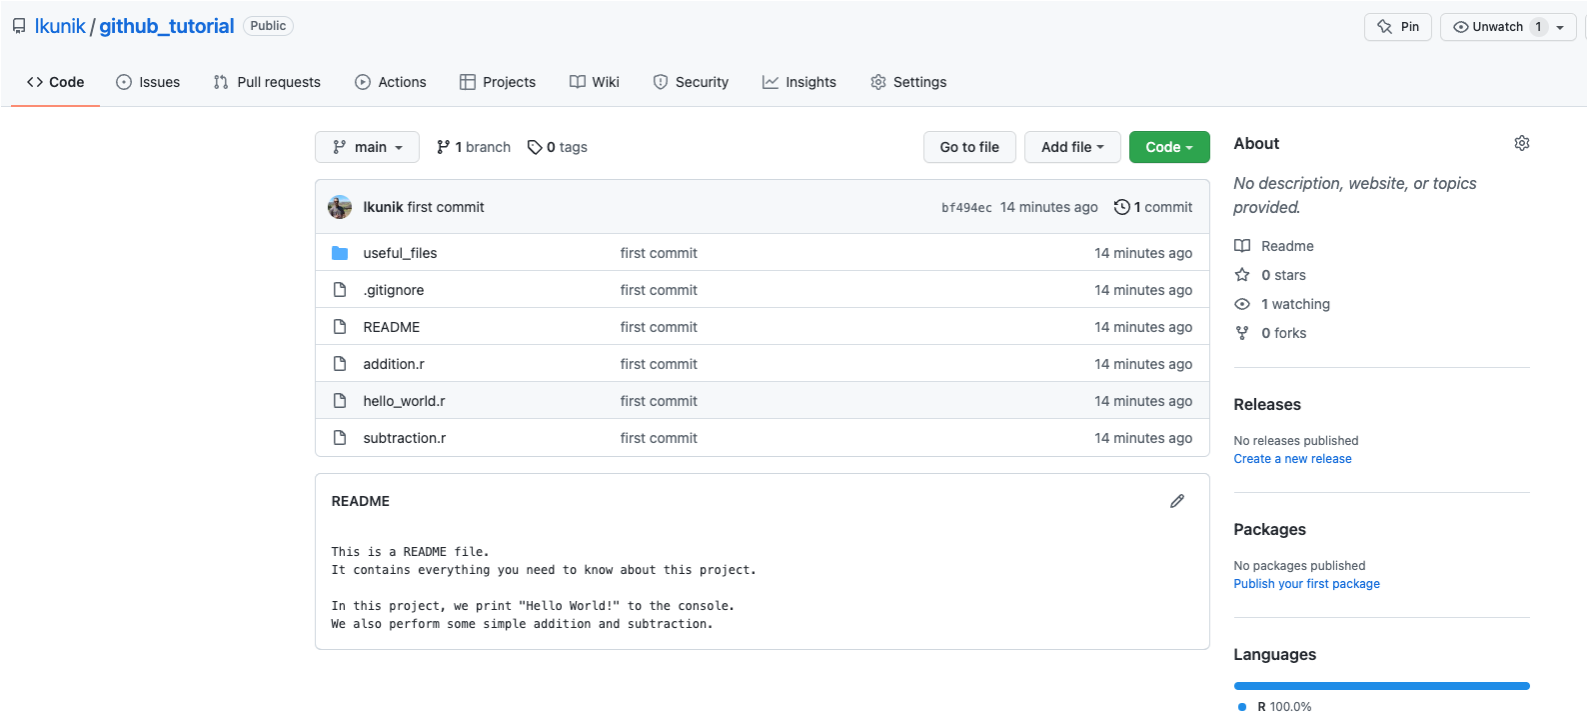 lkunik / github_tutorial Public
Pin
Unwatch 1
Code Issues Pull requests Actions Projects Wiki Security Insights Settings
main 1 branch 0 tags Go to file Add file Code
lkunik first commit bf494ec 14 minutes ago 1 commit
useful_files first commit 14 minutes ago
.gitignore first commit 14 minutes ago
README first commit 14 minutes ago
addition.r first commit 14 minutes ago
hello_world.r first commit 14 minutes ago
subtraction.r first commit 14 minutes ago
README
This is a README file.
It contains everything you need to know about this project.
In this project, we print "Hello World!" to the console.
We also perform some simple addition and subtraction.
About
No description, website, or topics
provided.
Readme
0 stars
1 watching
0 forks
Releases
No releases published
Create a new release
Packages
No packages published
Publish your first package
Languages
R 100.0%